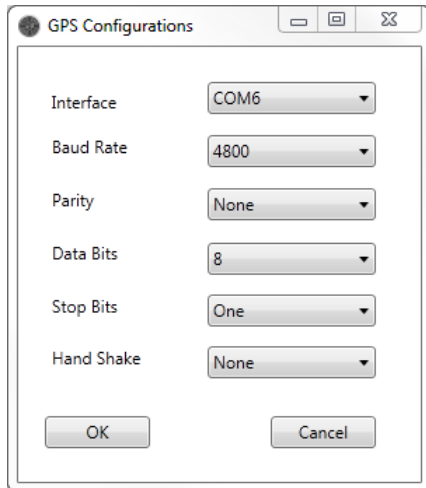 GPS Configurations
Interface COM6
Baud Rate 4800
Parity None
Data Bits 8
Stop Bits One
Hand Shake None
OK Cancel